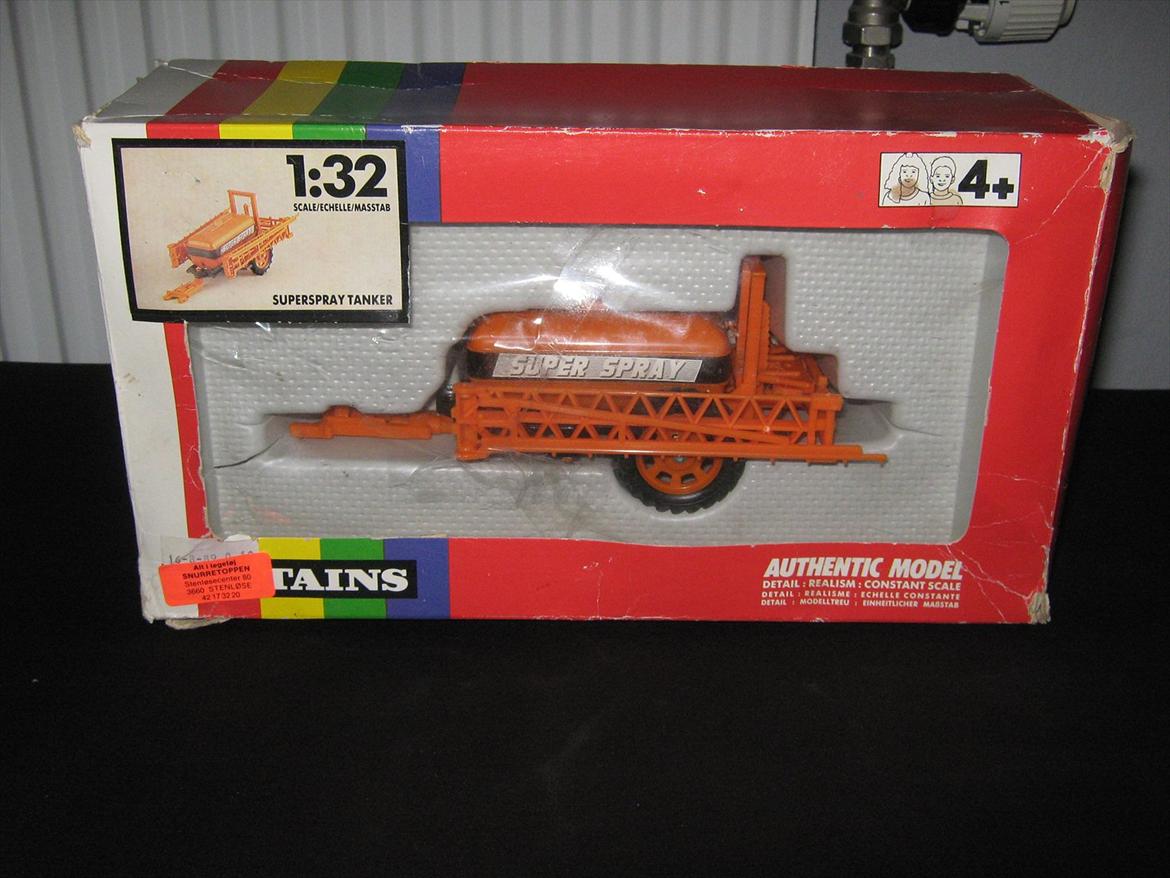 1:32
SCALE/ECHELLE/MASSTAB
SUPERSPRAY TANKER
4+
SUPER SPRAY
Alt i legetøj
SNURRETOPPEN
Stenløsecenter 80
3660 STENLØSE
42 17 32 20
TAINS
AUTHENTIC MODEL
DETAIL : REALISM : CONSTANT SCALE
DETAIL : REALISME : ECHELLE CONSTANTE
DETAIL : MODELLTREU : EINHEITLICHER MAßSTAB